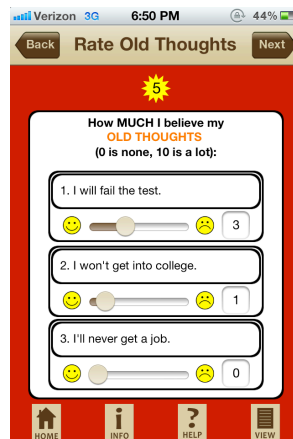 Verizon 3G 6:50 PM 44%
Back Rate Old Thoughts Next
5
How MUCH I believe my
OLD THOUGHTS
(0 is none, 10 is a lot):
1. I will fail the test.
3
2. I won't get into college.
1
3. I'll never get a job.
0
HOME INFO HELP VIEW